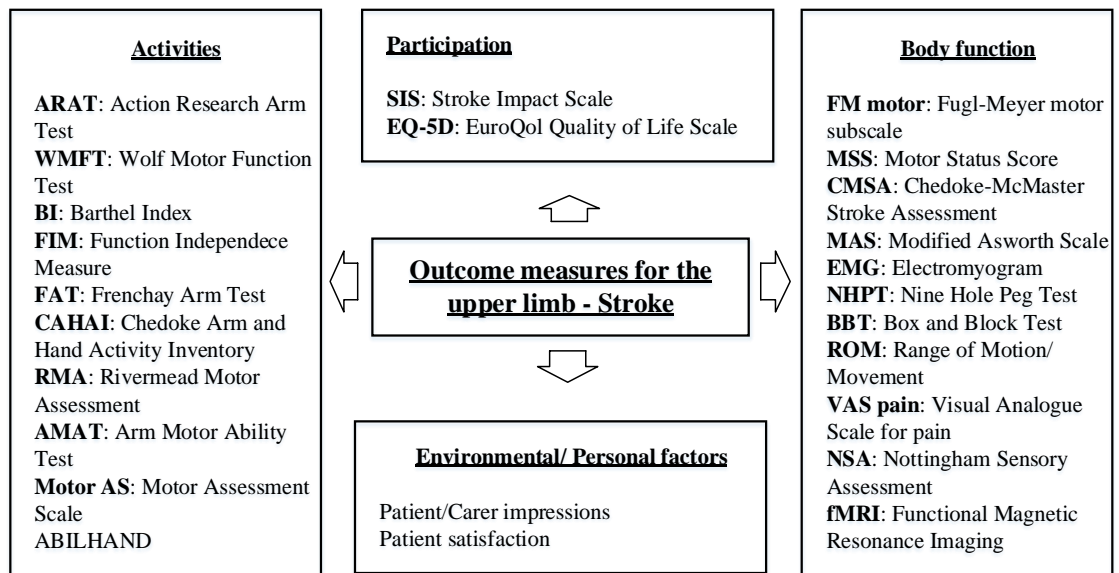 Activities
ARAT: Action Research Arm
Test
WMFT: Wolf Motor Function
Test
BI: Barthel Index
FIM: Function Independece
Measure
FAT: Frenchay Arm Test
CAHAI: Chedoke Arm and
Hand Activity Inventory
RMA: Rivermead Motor
Assessment
AMAT: Arm Motor Ability
Test
Motor AS: Motor Assessment
Scale
ABILHAND
Participation
SIS: Stroke Impact Scale
EQ-5D: EuroQol Quality of Life Scale
Outcome measures for the
upper limb - Stroke
Environmental/ Personal factors
Patient/Carer impressions
Patient satisfaction
Body function
FM motor: Fugl-Meyer motor
subscale
MSS: Motor Status Score
CMSA: Chedoke-McMaster
Stroke Assessment
MAS: Modified Asworth Scale
EMG: Electromyogram
NHPT: Nine Hole Peg Test
BBT: Box and Block Test
ROM: Range of Motion/
Movement
VAS pain: Visual Analogue
Scale for pain
NSA: Nottingham Sensory
Assessment
fMRI: Functional Magnetic
Resonance Imaging